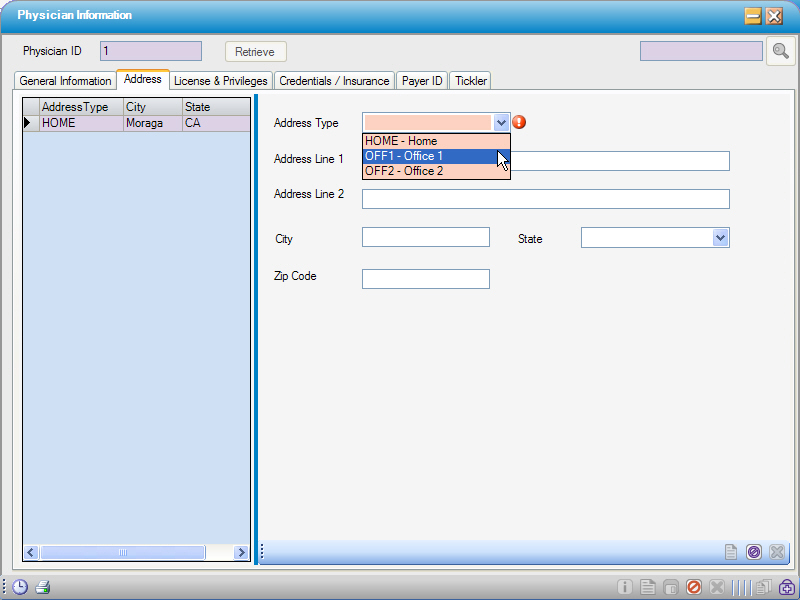 Physician Information
Physician ID 1 Retrieve
General Information Address License & Privileges Credentials / Insurance Payer ID Tickler
AddressType City State
HOME Moraga CA
Address Type
HOME - Home
OFF1 - Office 1
OFF2 - Office 2
Address Line 1
Address Line 2
City State
Zip Code